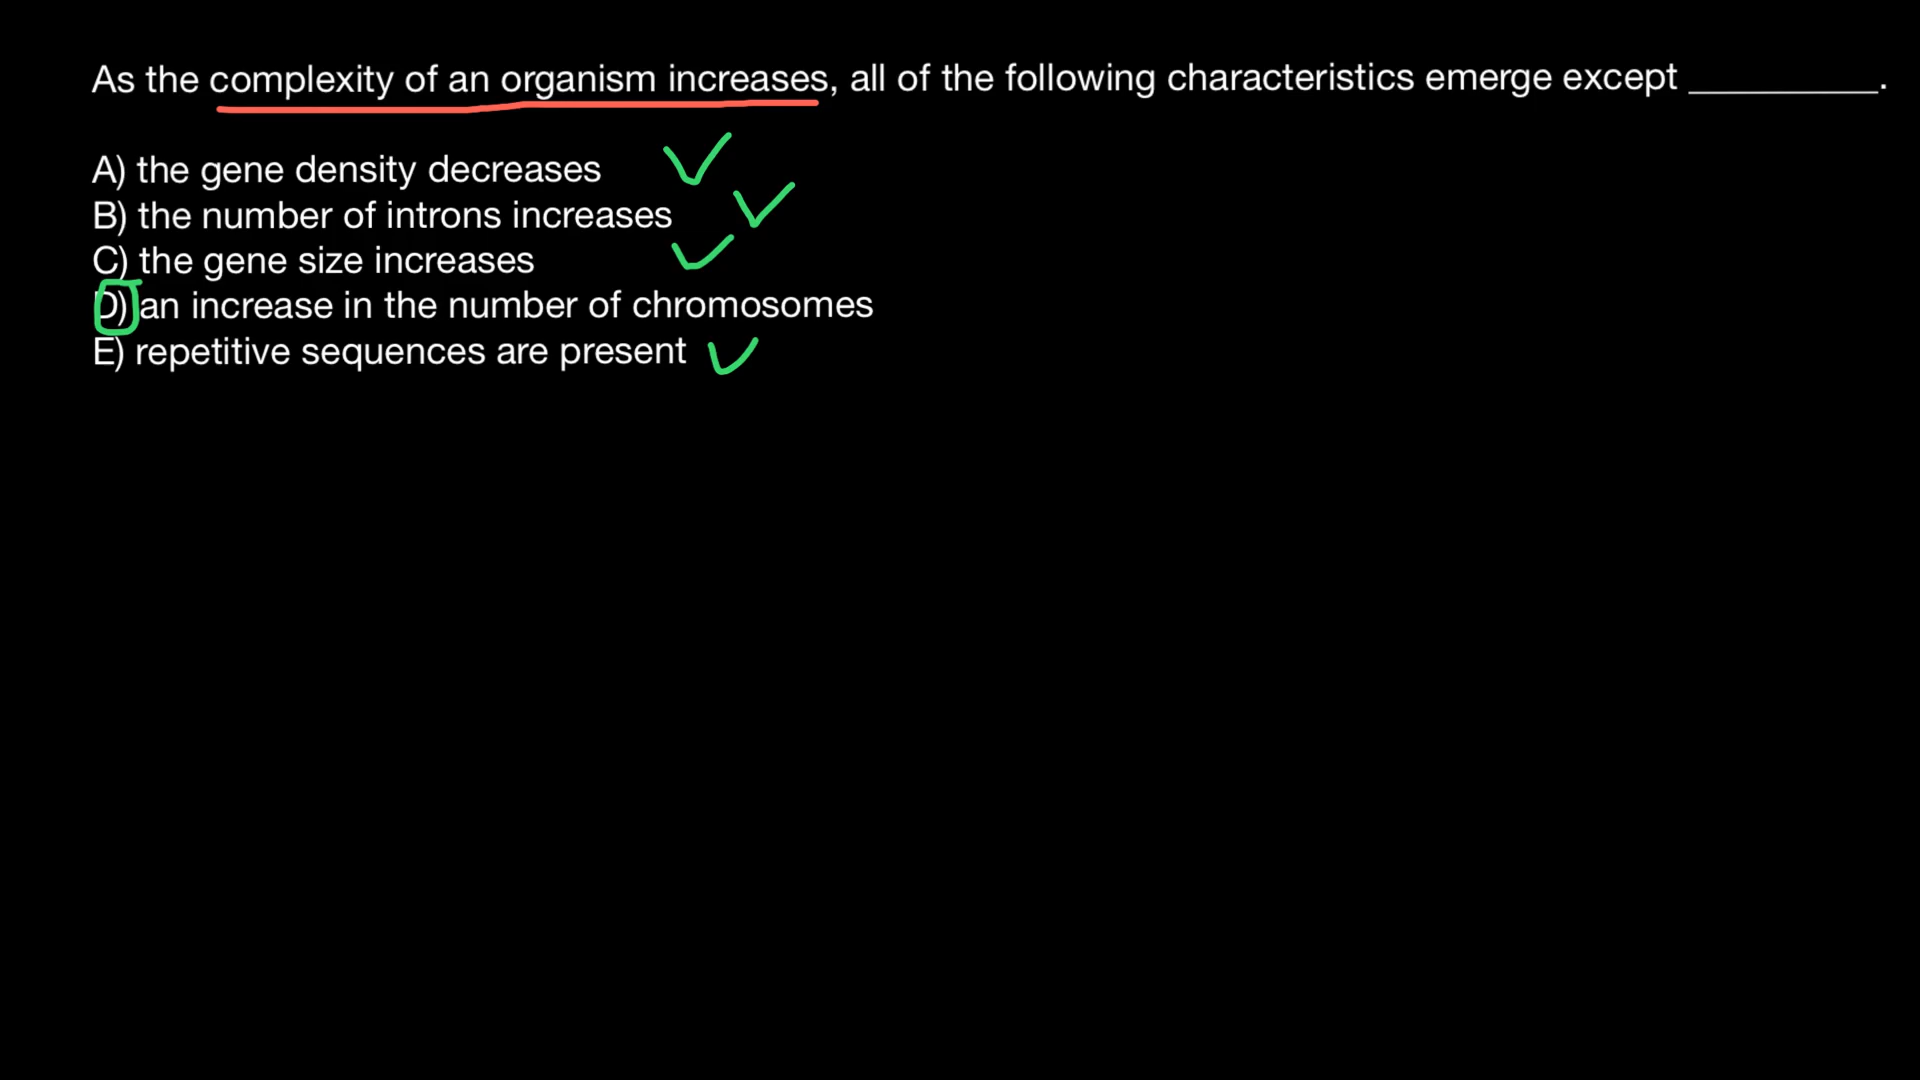 As the complexity of an organism increases, all of the following characteristics emerge except __________.
A) the gene density decreases
B) the number of introns increases
C) the gene size increases
D) an increase in the number of chromosomes
E) repetitive sequences are present